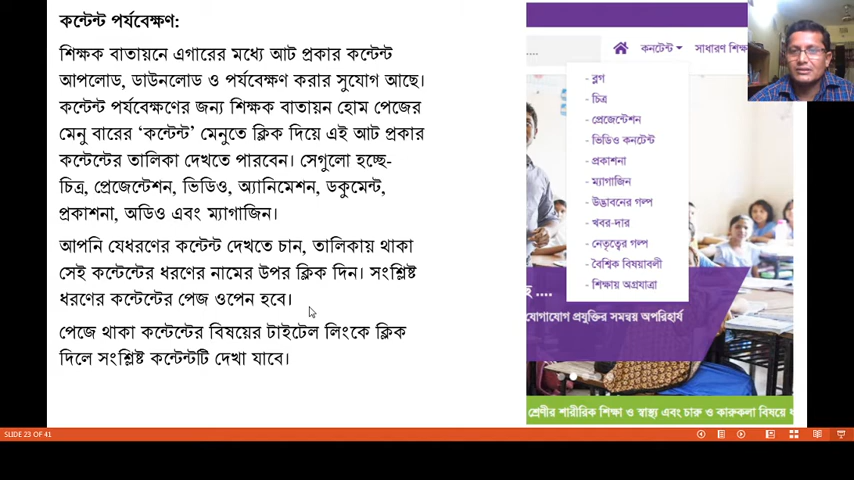 কন্টেন্ট পর্যবেক্ষণ:
শিক্ষক বাতায়নে এগারের মধ্যে আট প্রকার কন্টেন্ট
আপলোড, ডাউনলোড ও পর্যবেক্ষণ করার সুযোগ আছে।
কন্টেন্ট পর্যবেক্ষণের জন্য শিক্ষক বাতায়ন হোম পেজের
মেনু বারের ‘কন্টেন্ট’ মেনুতে ক্লিক দিয়ে এই আট প্রকার
কন্টেন্টের তালিকা দেখতে পারবেন। সেগুলো হচ্ছে-
চিত্র, প্রেজেন্টেশন, ভিডিও, অ্যানিমেশন, ডকুমেন্ট,
প্রকাশনা, অডিও এবং ম্যাগাজিন।
আপনি যেধরণের কন্টেন্ট দেখতে চান, তালিকায় থাকা
সেই কন্টেন্টের ধরণের নামের উপর ক্লিক দিন। সংশ্লিষ্ট
ধরণের কন্টেন্টের পেজ ওপেন হবে।
পেজে থাকা কন্টেন্টের বিষয়ের টাইটেল লিংকে ক্লিক
দিলে সংশ্লিষ্ট কন্টেন্টটি দেখা যাবে।
.... কনটেন্ট সাধারণ
- ব্লগ
- চিত্র
- প্রেজেন্টেশন
- ভিডিও কনটেন্ট
- প্রকাশনা
- ম্যাগাজিন
- উদ্ভাবনের গল্প
- খবর-দার
- নেতৃত্বের গল্প
- বৈশ্বিক বিষয়াবলী
- শিক্ষায় অগ্রযাত্রা
....
যোগাযোগ প্রযুক্তির সমন্বয় অপরিহার্য
শ্রেণীর শারীরিক শিক্ষা ও স্বাস্থ্য এবং চারু ও কারুকলা বিষয়ে
SLIDE 23 OF 41